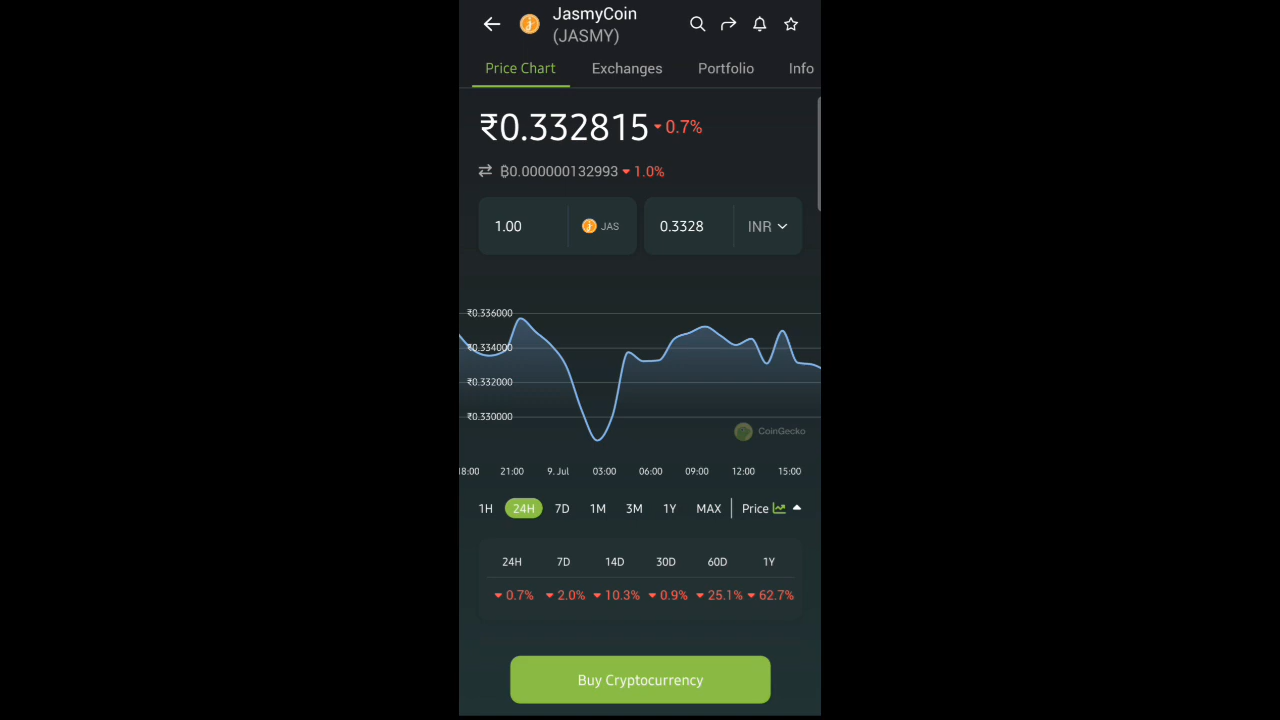 JasmyCoin
(JASMY)
Price Chart Exchanges Portfolio Info
₹0.332815 0.7%
₿0.000000132993 1.0%
1.00 JAS 0.3328 INR
₹0.336000
₹0.334000
₹0.332000
₹0.330000
CoinGecko
18:00 21:00 9. Jul 03:00 06:00 09:00 12:00 15:00
1H 24H 7D 1M 3M 1Y MAX Price
24H 7D 14D 30D 60D 1Y
0.7% 2.0% 10.3% 0.9% 25.1% 62.7%
Buy Cryptocurrency